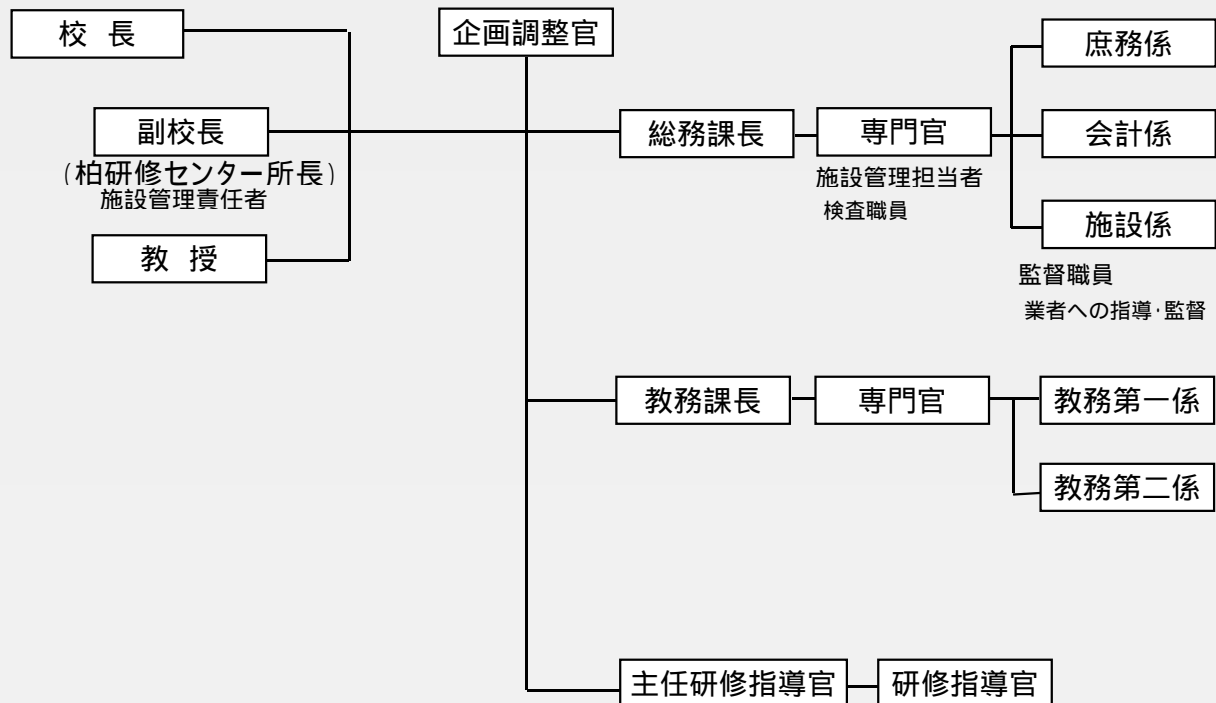 校 長
企画調整官
庶務係
副校長
(柏研修センター所長)
施設管理責任者
総務課長
専門官
施設管理担当者
検査職員
会計係
教 授
施設係
監督職員
業者への指導･監督
教務課長
専門官
教務第一係
教務第二係
主任研修指導官
研修指導官